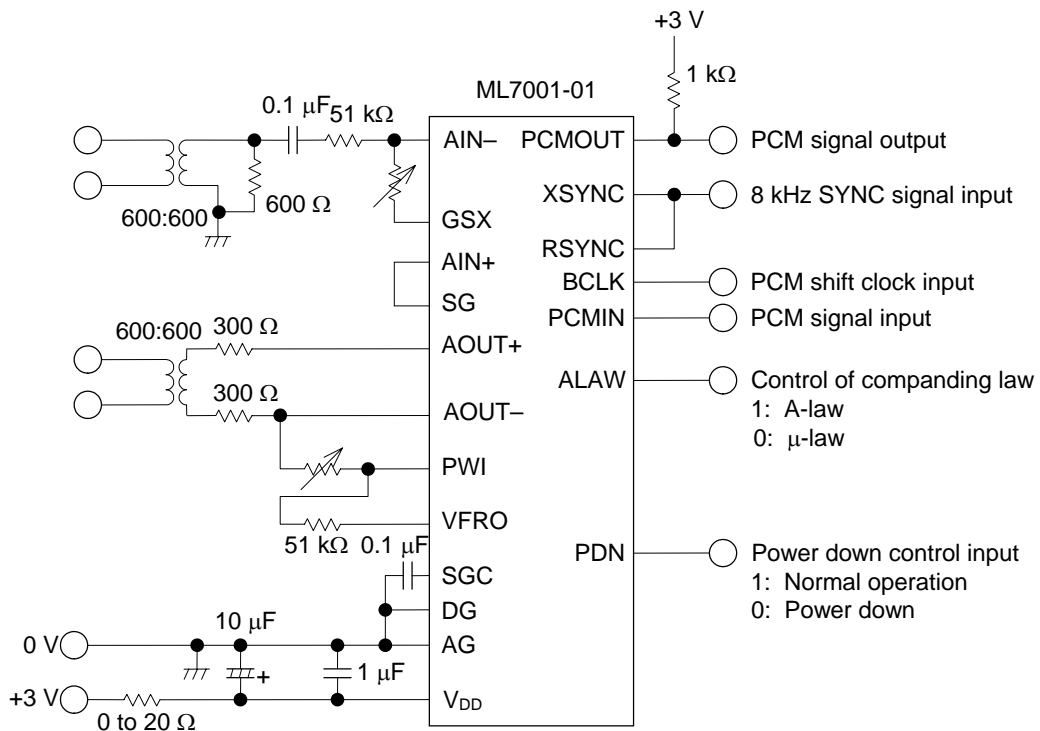 +3 V
1 kΩ
ML7001-01
0.1 μF
51 kΩ
AIN–
PCMOUT
PCM signal output
XSYNC
8 kHz SYNC signal input
600:600
600 Ω
GSX
RSYNC
AIN+
BCLK
PCM shift clock input
SG
PCMIN
PCM signal input
600:600
300 Ω
AOUT+
ALAW
Control of companding law
1: A-law
0: μ-law
300 Ω
AOUT–
PWI
VFRO
51 kΩ
0.1 μF
PDN
Power down control input
1: Normal operation
0: Power down
SGC
DG
10 μF
0 V
AG
+
1 μF
+3 V
VDD
0 to 20 Ω